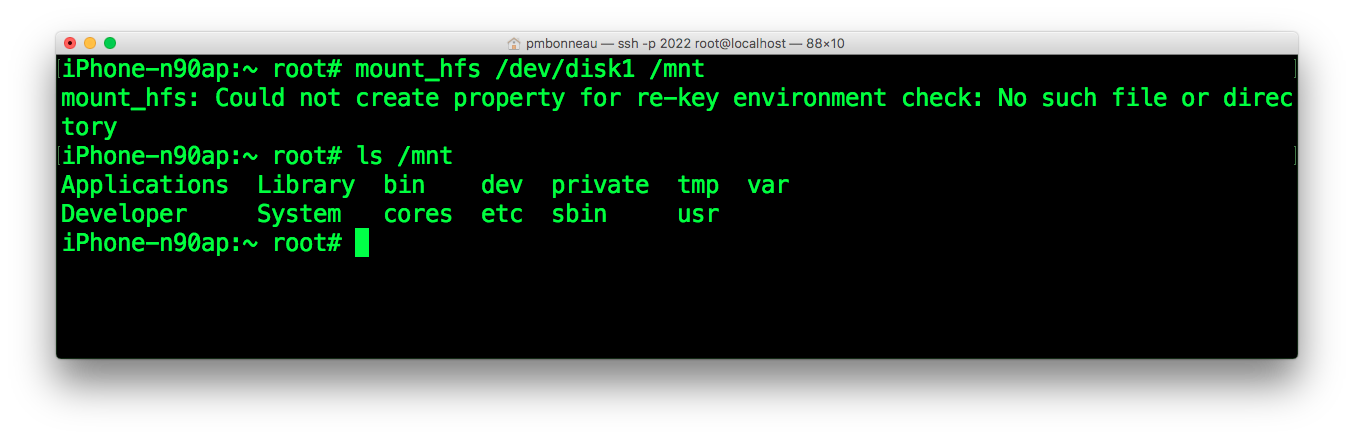 pmbonneau — ssh -p 2022 root@localhost — 88×10
[iPhone-n90ap:~ root# mount_hfs /dev/disk1 /mnt ]
mount_hfs: Could not create property for re-key environment check: No such file or direc
tory
[iPhone-n90ap:~ root# ls /mnt ]
Applications  Library  bin    dev  private  tmp  var
Developer     System   cores  etc  sbin     usr
iPhone-n90ap:~ root#